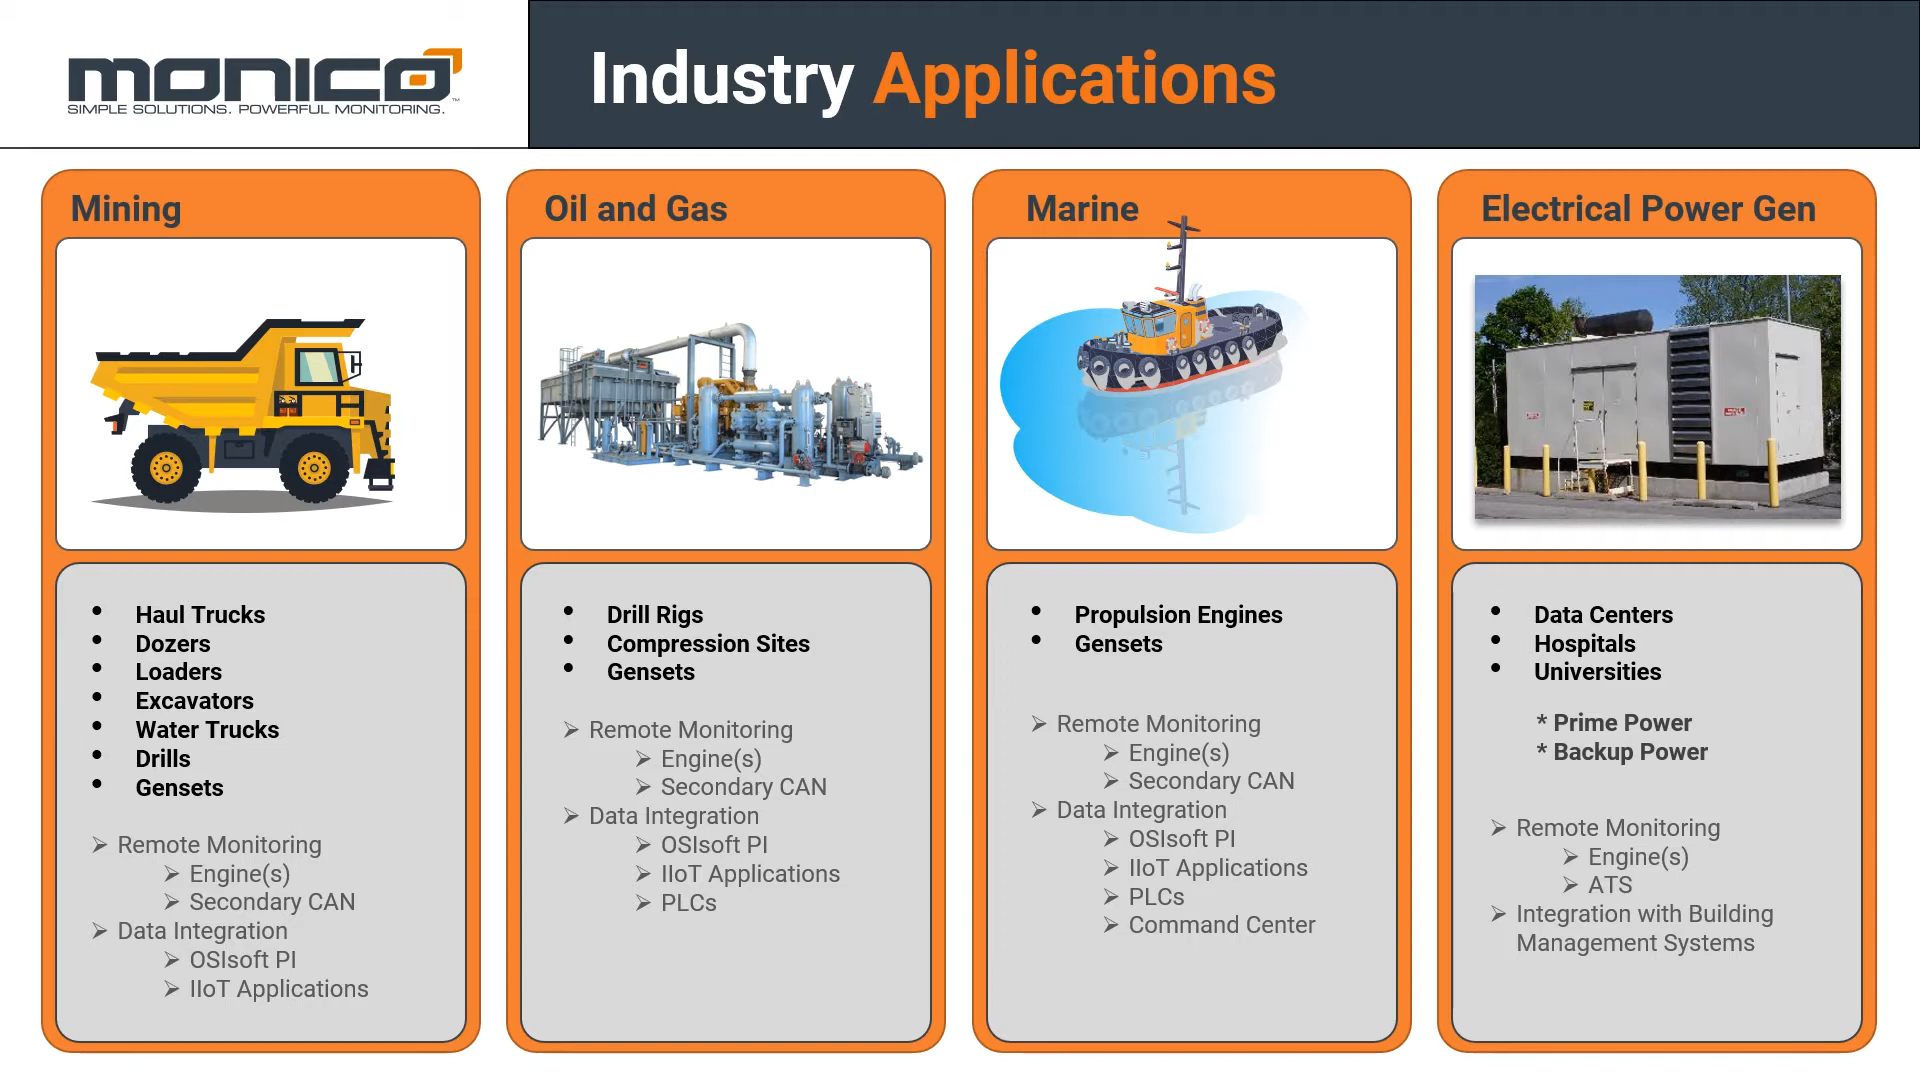 monico
SIMPLE SOLUTIONS. POWERFUL MONITORING.™
Industry Applications
Mining
• Haul Trucks
• Dozers
• Loaders
• Excavators
• Water Trucks
• Drills
• Gensets
➢ Remote Monitoring
➢ Engine(s)
➢ Secondary CAN
➢ Data Integration
➢ OSIsoft PI
➢ IIoT Applications
Oil and Gas
• Drill Rigs
• Compression Sites
• Gensets
➢ Remote Monitoring
➢ Engine(s)
➢ Secondary CAN
➢ Data Integration
➢ OSIsoft PI
➢ IIoT Applications
➢ PLCs
Marine
• Propulsion Engines
• Gensets
➢ Remote Monitoring
➢ Engine(s)
➢ Secondary CAN
➢ Data Integration
➢ OSIsoft PI
➢ IIoT Applications
➢ PLCs
➢ Command Center
Electrical Power Gen
• Data Centers
• Hospitals
• Universities
* Prime Power
* Backup Power
➢ Remote Monitoring
➢ Engine(s)
➢ ATS
➢ Integration with Building
Management Systems